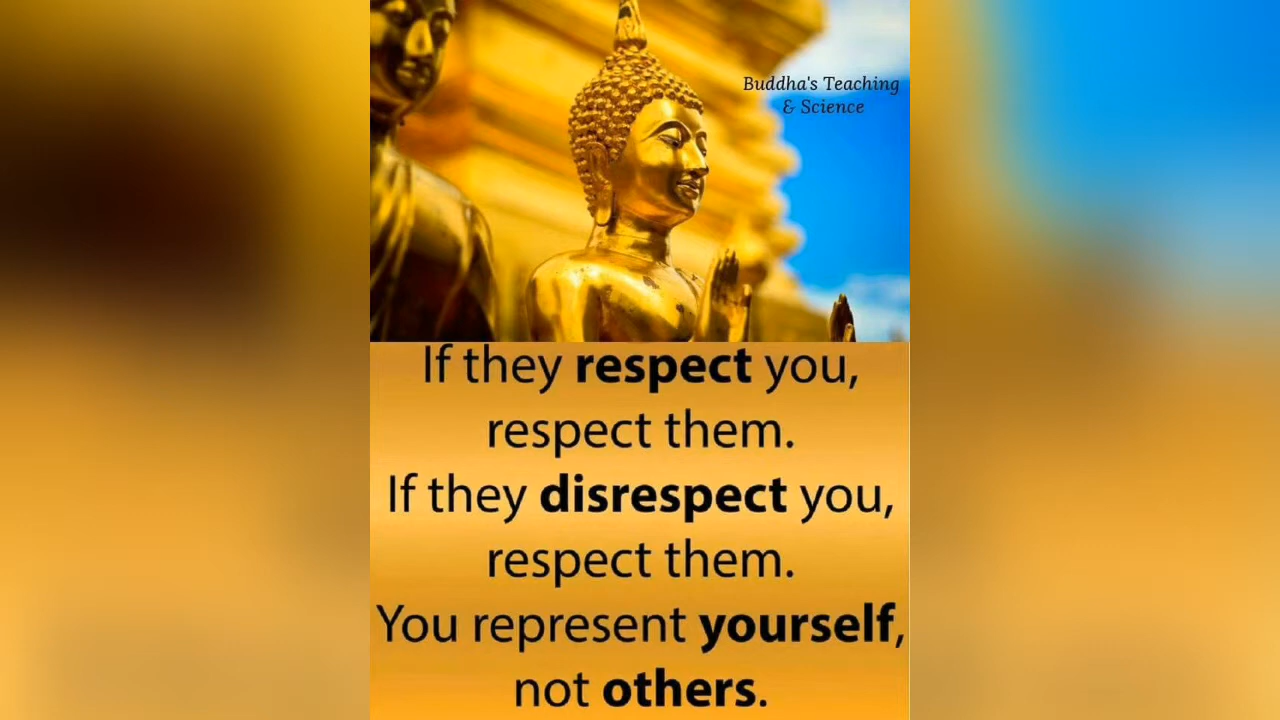 Buddha's Teaching
& Science
If they respect you,
respect them.
If they disrespect you,
respect them.
You represent yourself,
not others.